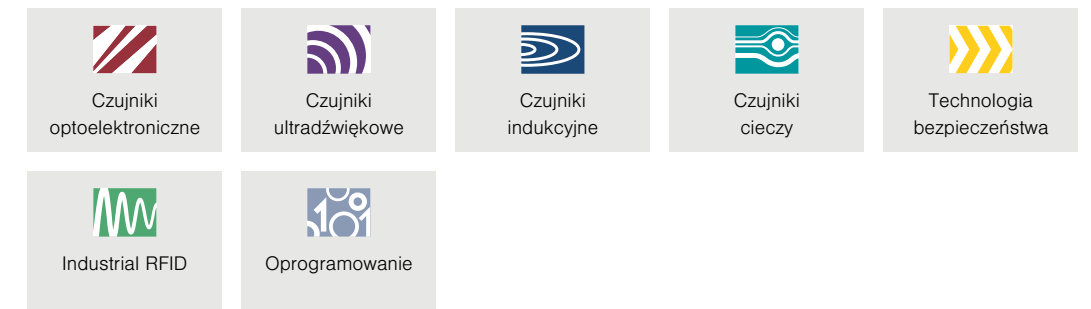 Czujniki
optoelektroniczne
Czujniki
ultradźwiękowe
Czujniki
indukcyjne
Czujniki
cieczy
Technologia
bezpieczeństwa
Industrial RFID
Oprogramowanie